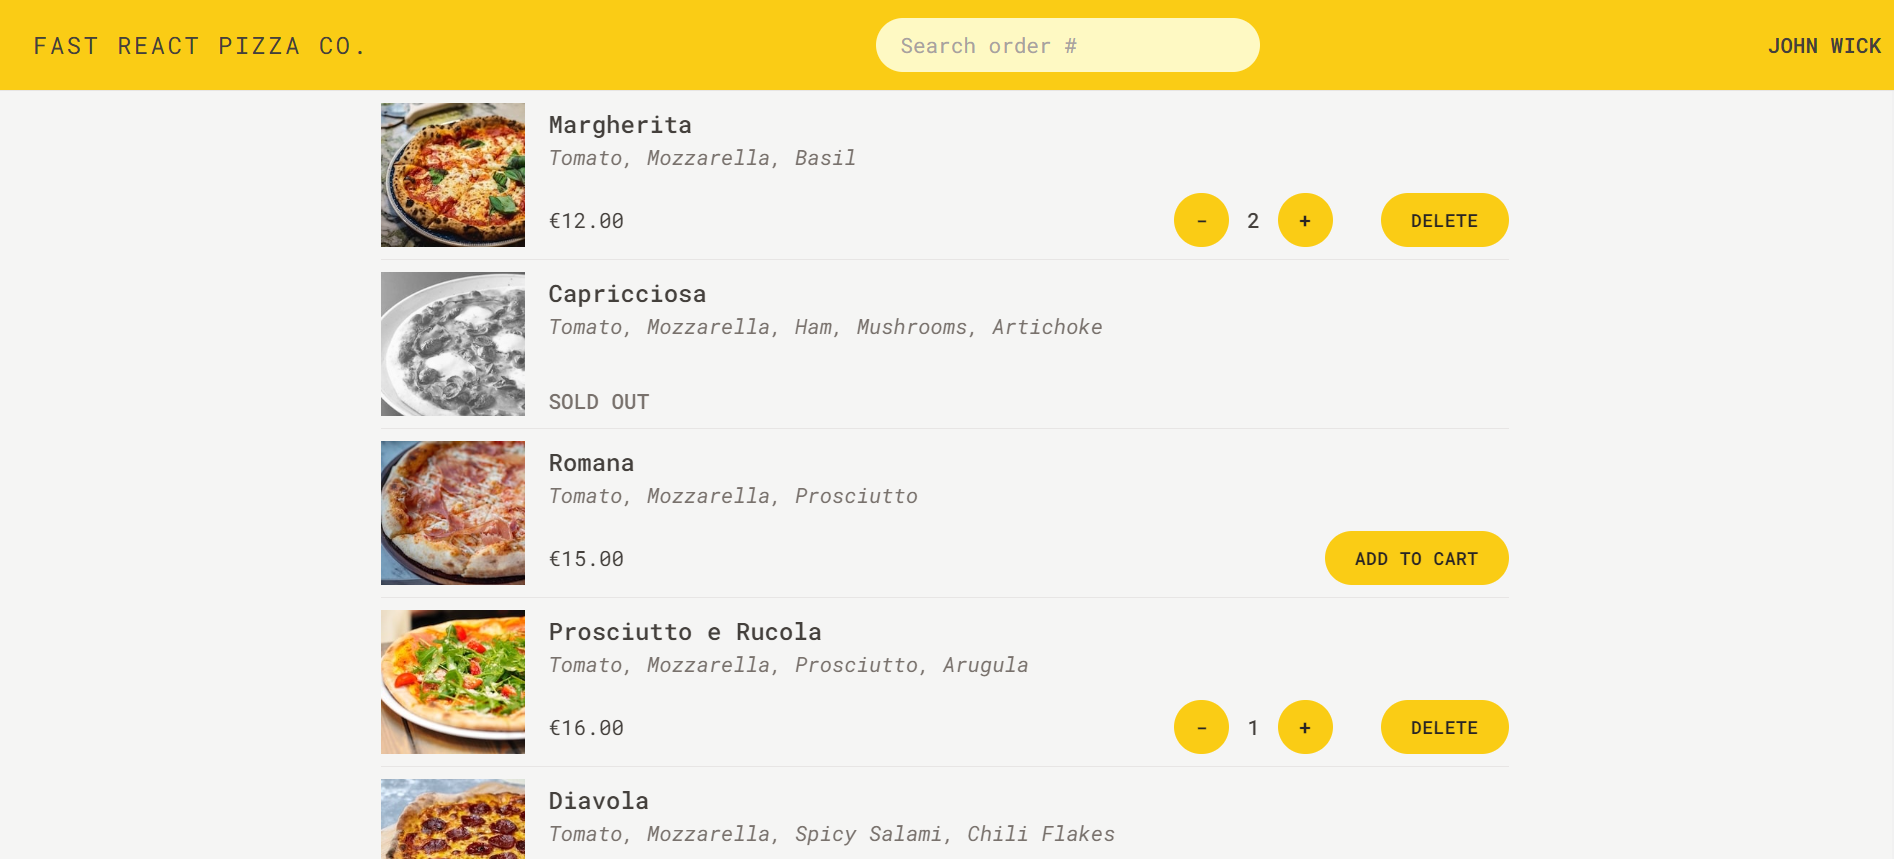 FAST REACT PIZZA CO.
Search order #
JOHN WICK
Margherita
Tomato, Mozzarella, Basil
€12.00
- 2 + DELETE
Capricciosa
Tomato, Mozzarella, Ham, Mushrooms, Artichoke
SOLD OUT
Romana
Tomato, Mozzarella, Prosciutto
€15.00
ADD TO CART
Prosciutto e Rucola
Tomato, Mozzarella, Prosciutto, Arugula
€16.00
- 1 + DELETE
Diavola
Tomato, Mozzarella, Spicy Salami, Chili Flakes